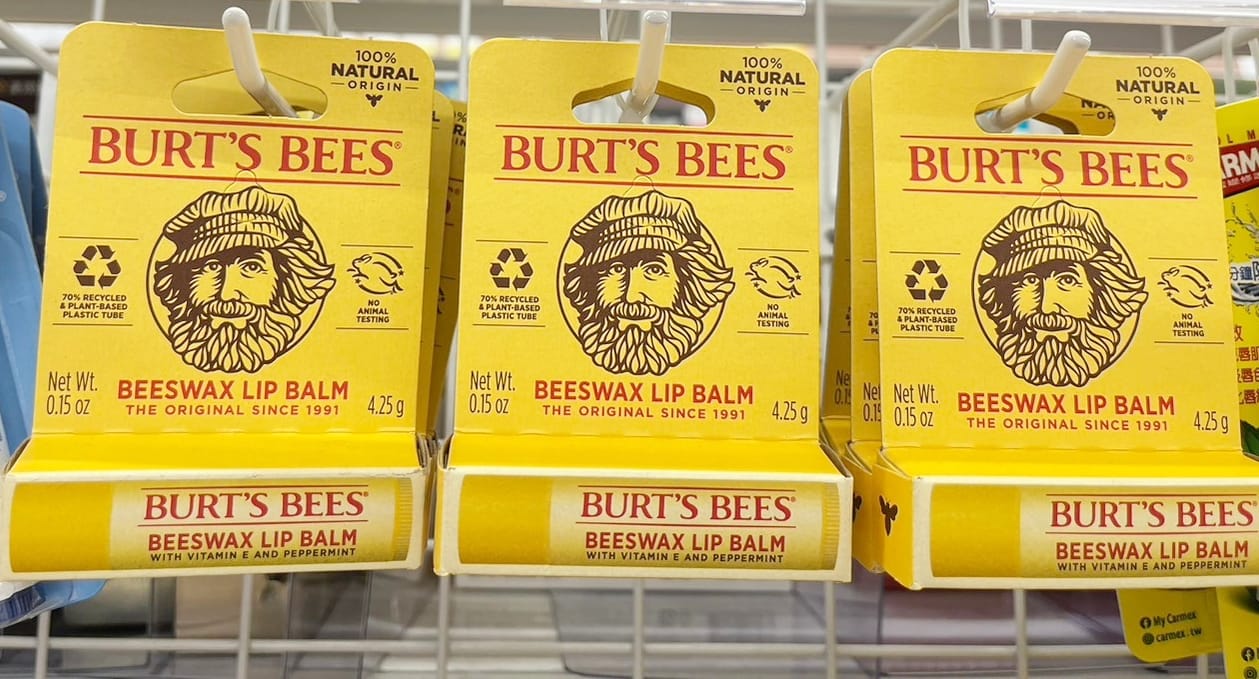 100%
NATURAL
ORIGIN
BURT'S BEES®
70% RECYCLED
& PLANT-BASED
PLASTIC TUBE
NO
ANIMAL
TESTING
Net Wt.
0.15 oz
BEESWAX LIP BALM
THE ORIGINAL SINCE 1991
4.25 g
BURT'S BEES®
BEESWAX LIP BALM
WITH VITAMIN E AND PEPPERMINT
100%
NATURAL
ORIGIN
BURT'S BEES®
70% RECYCLED
& PLANT-BASED
PLASTIC TUBE
NO
ANIMAL
TESTING
Net Wt.
0.15 oz
BEESWAX LIP BALM
THE ORIGINAL SINCE 1991
4.25 g
BURT'S BEES®
BEESWAX LIP BALM
WITH VITAMIN E AND PEPPERMINT
100%
NATURAL
ORIGIN
BURT'S BEES®
70% RECYCLED
& PLANT-BASED
PLASTIC TUBE
NO
ANIMAL
TESTING
Net Wt.
0.15 oz
BEESWAX LIP BALM
THE ORIGINAL SINCE 1991
4.25 g
BURT'S BEES®
BEESWAX LIP BALM
WITH VITAMIN E AND PEPPERMINT
Net
0.15
My Carmex
carmex.tw